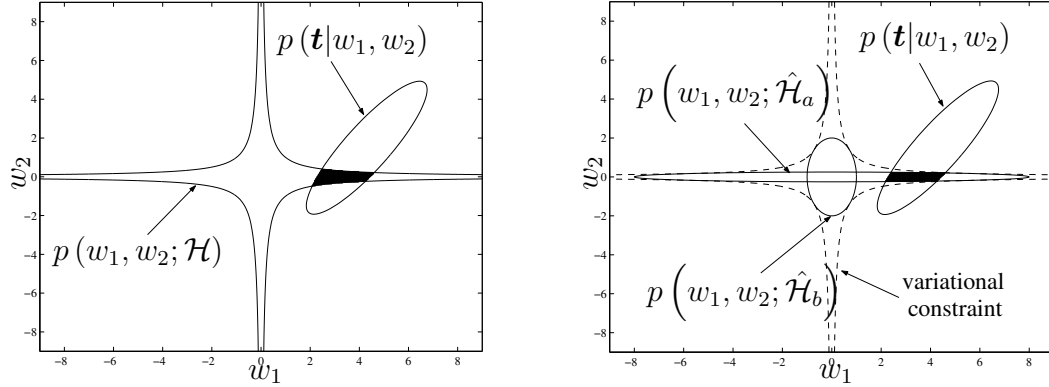 8
6
4
2
0
−2
−4
−6
−8
w₂
p (t|w₁, w₂)
p (w₁, w₂; ℋ)
−8 −6 −4 −2 0 2 4 6 8
w₁
8
6
4
2
0
−2
−4
−6
−8
w₂
p (t|w₁, w₂)
p (w₁, w₂; ℋ̂ₐ)
p (w₁, w₂; ℋ̂_b)
variational
constraint
−8 −6 −4 −2 0 2 4 6 8
w₁